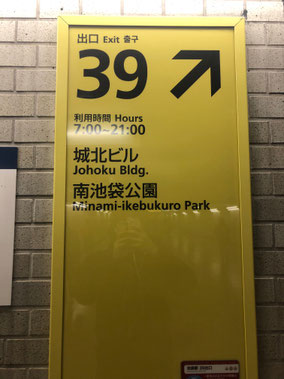 出口 Exit 출구
39
利用時間 Hours
7:00~21:00
城北ビル
Johoku Bldg.
南池袋公園
Minami-ikebukuro Park